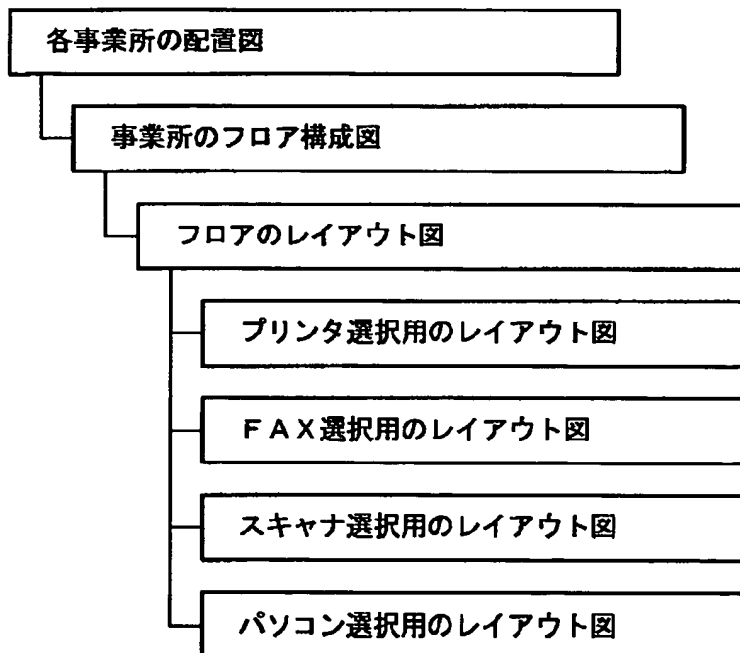 各事業所の配置図
事業所のフロア構成図
フロアのレイアウト図
プリンタ選択用のレイアウト図
ＦＡＸ選択用のレイアウト図
スキャナ選択用のレイアウト図
パソコン選択用のレイアウト図